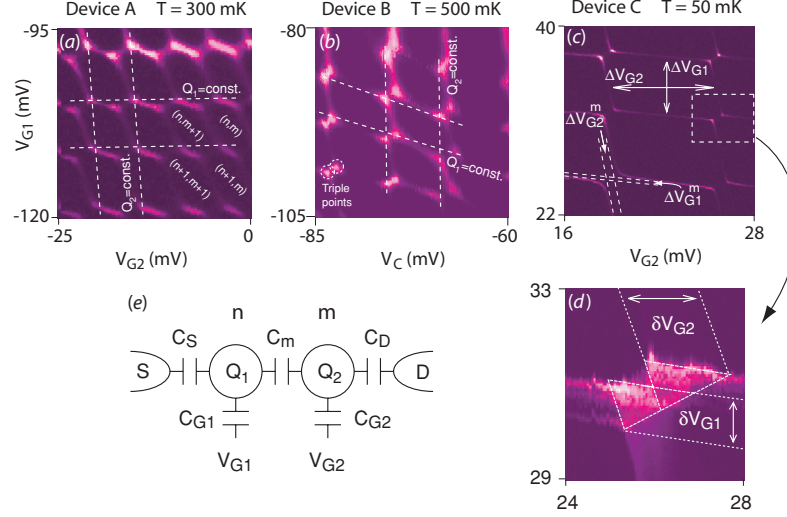 Device A T = 300 mK
Device B T = 500 mK
Device C T = 50 mK
(a)
-95
-120
V_G1 (mV)
-25
0
V_G2 (mV)
Q_1=const.
Q_2=const.
(n,m+1)
(n,m)
(n+1,m+1)
(n+1,m)
(b)
-80
-105
-85
-60
V_C (mV)
Q_2=const.
Q_1=const.
Triple
points
(c)
40
22
16
28
V_G2 (mV)
ΔV_G2
ΔV_G1
ΔV_G2^m
ΔV_G1^m
(d)
33
29
24
28
δV_G2
δV_G1
(e)
n
m
C_S
C_m
C_D
S
Q_1
Q_2
D
C_G1
C_G2
V_G1
V_G2